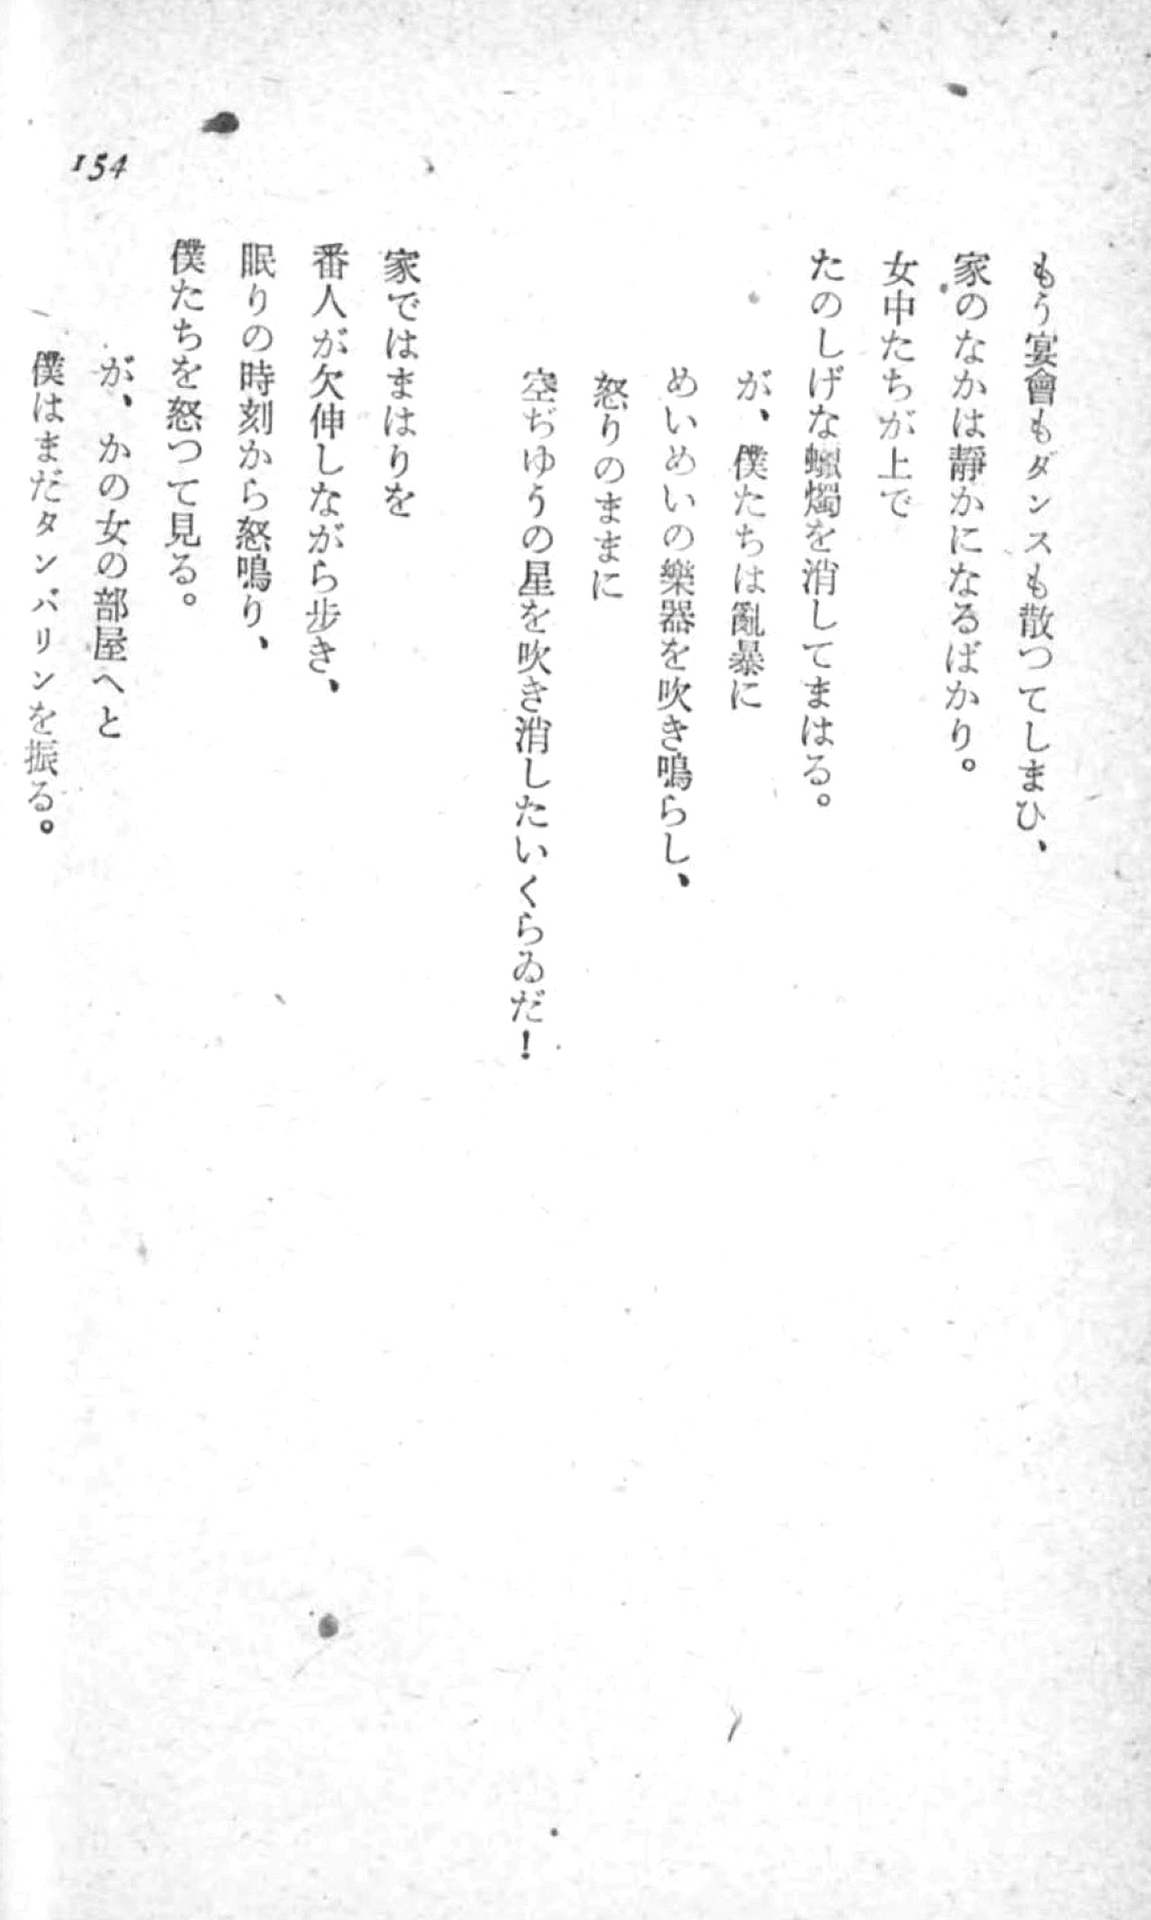 もう宴會もダンスも散つてしまひ、
家のなかは靜かになるばかり。
女中たちが上で
たのしげな蠟燭を消してまはる。
が、僕たちは亂暴に
めいめいの樂器を吹き鳴らし、
怒りのままに
空ぢゆうの星を吹き消したいくらゐだ！
家ではまはりを
番人が欠伸しながら步き、
眠りの時刻から怒鳴り、
僕たちを怒つて見る。
が、かの女の部屋へと
僕はまだタンバリンを振る。
154